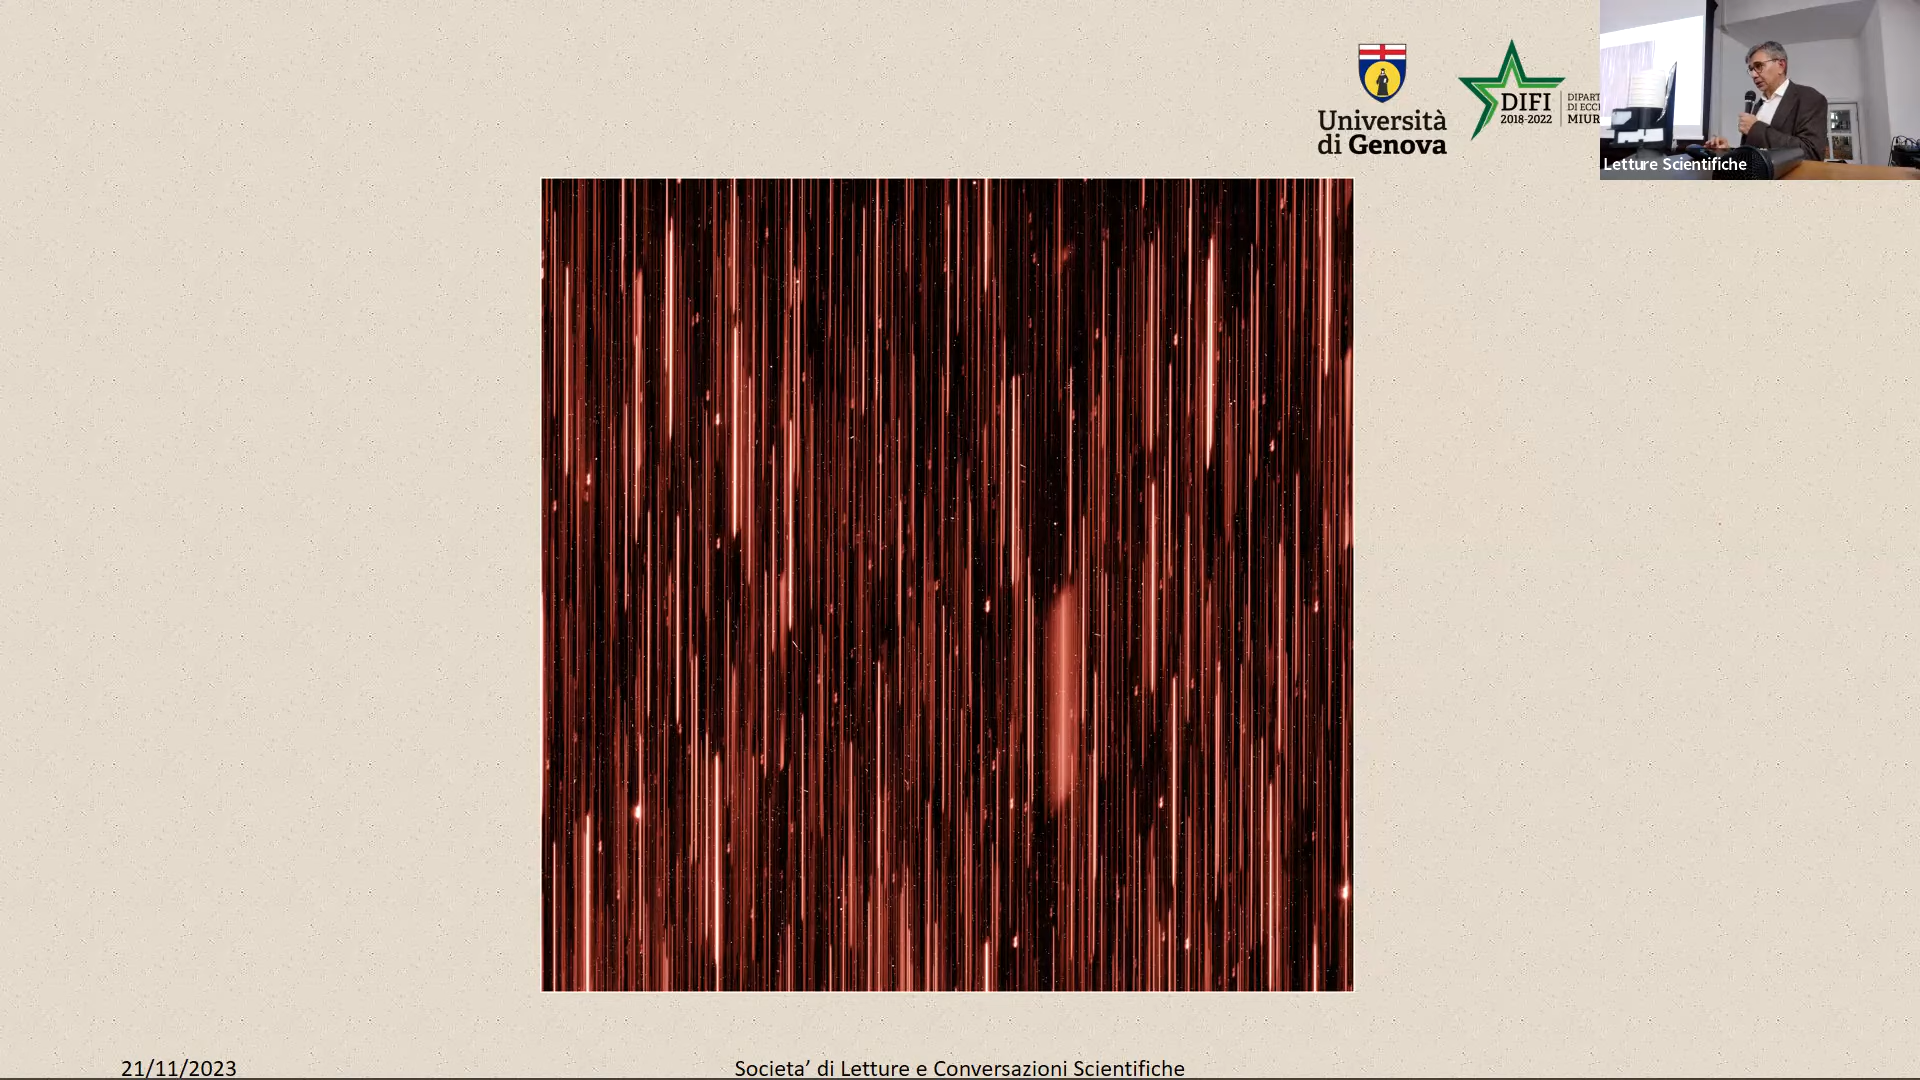 Università
di Genova
DIFI
2018-2022
MIUR
Letture Scientifiche
21/11/2023
Societa’ di Letture e Conversazioni Scientifiche